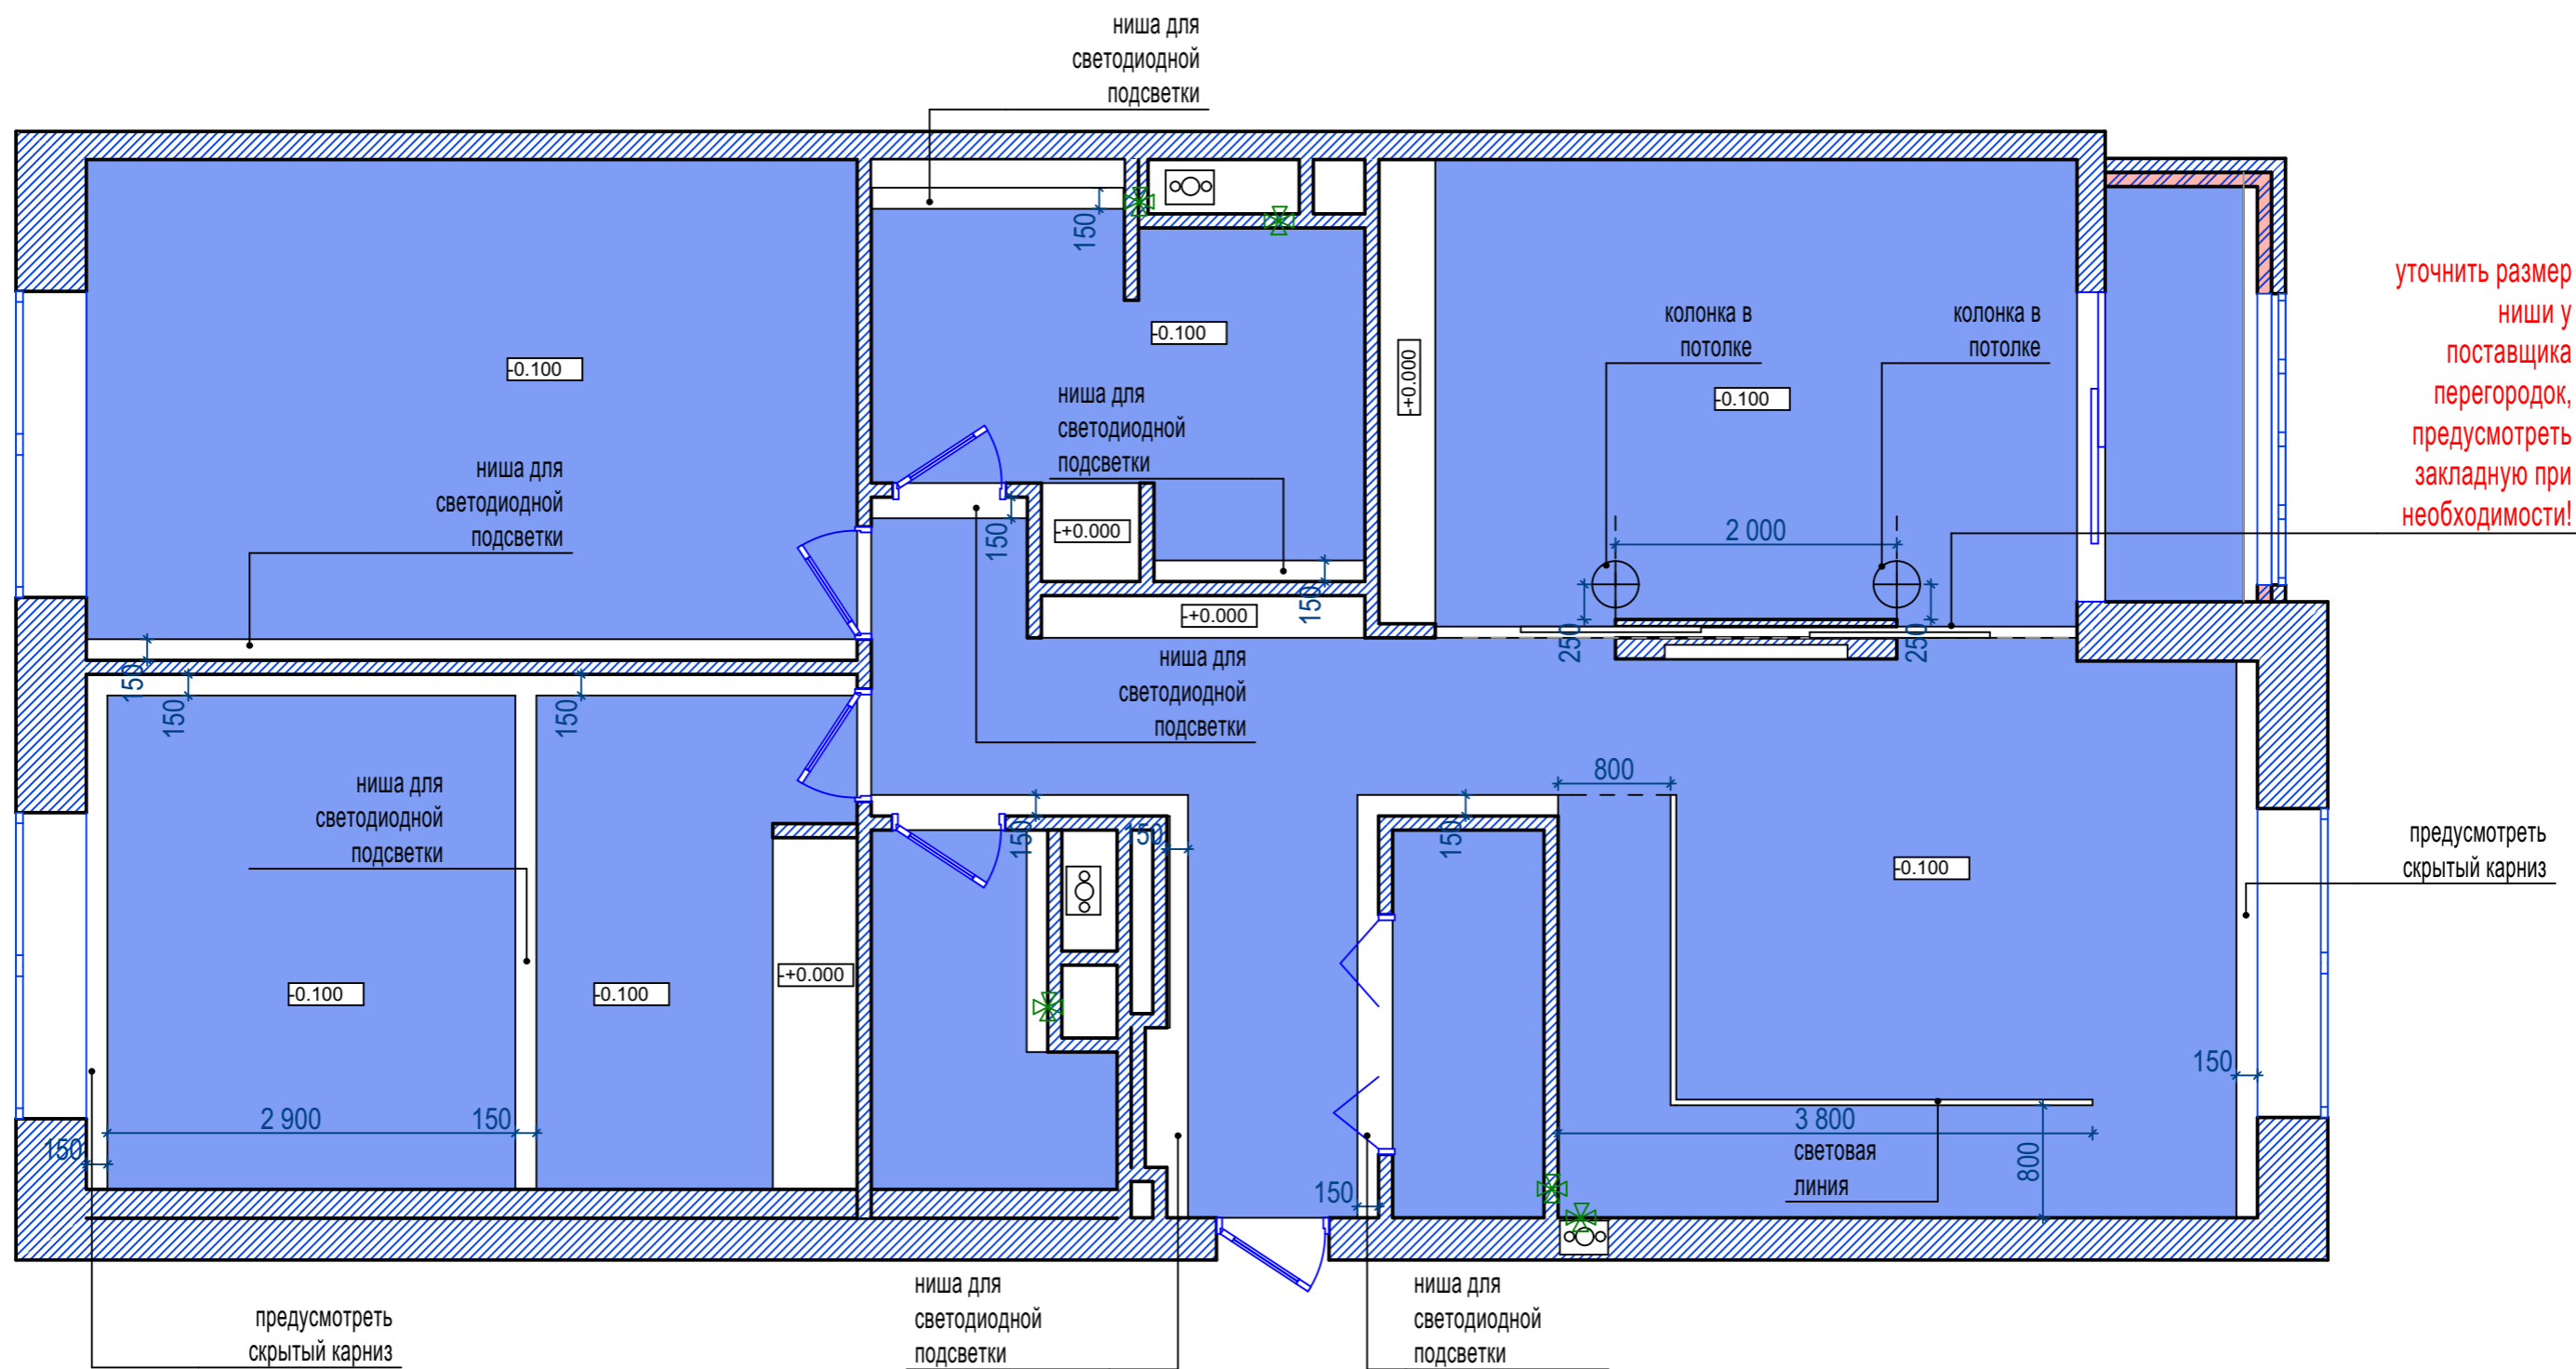 ниша для
светодиодной
подсветки
150
-0.100
-0.100
ниша для
светодиодной
подсветки
ниша для
светодиодной
подсветки
-+0.000
колонка в
потолке
колонка в
потолке
-0.100
уточнить размер
ниши у
поставщика
перегородок,
предусмотреть
закладную при
необходимости!
2 000
150
-+0.000
-+0.000
150
250
250
150
150
150
ниша для
светодиодной
подсветки
ниша для
светодиодной
подсветки
800
150
150
150
-0.100
предусмотреть
скрытый карниз
-0.100
-0.100
-+0.000
150
2 900
150
150
3 800
световая
линия
800
150
150
ниша для
светодиодной
подсветки
ниша для
светодиодной
подсветки
предусмотреть
скрытый карниз